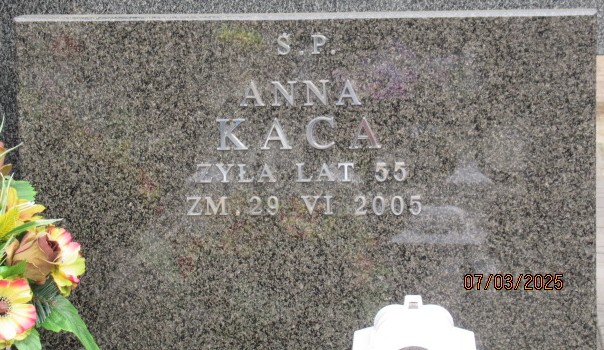 Ś.P.
ANNA
KACA
ŻYŁA LAT 55
ZM. 29 VI 2005
07/03/2025